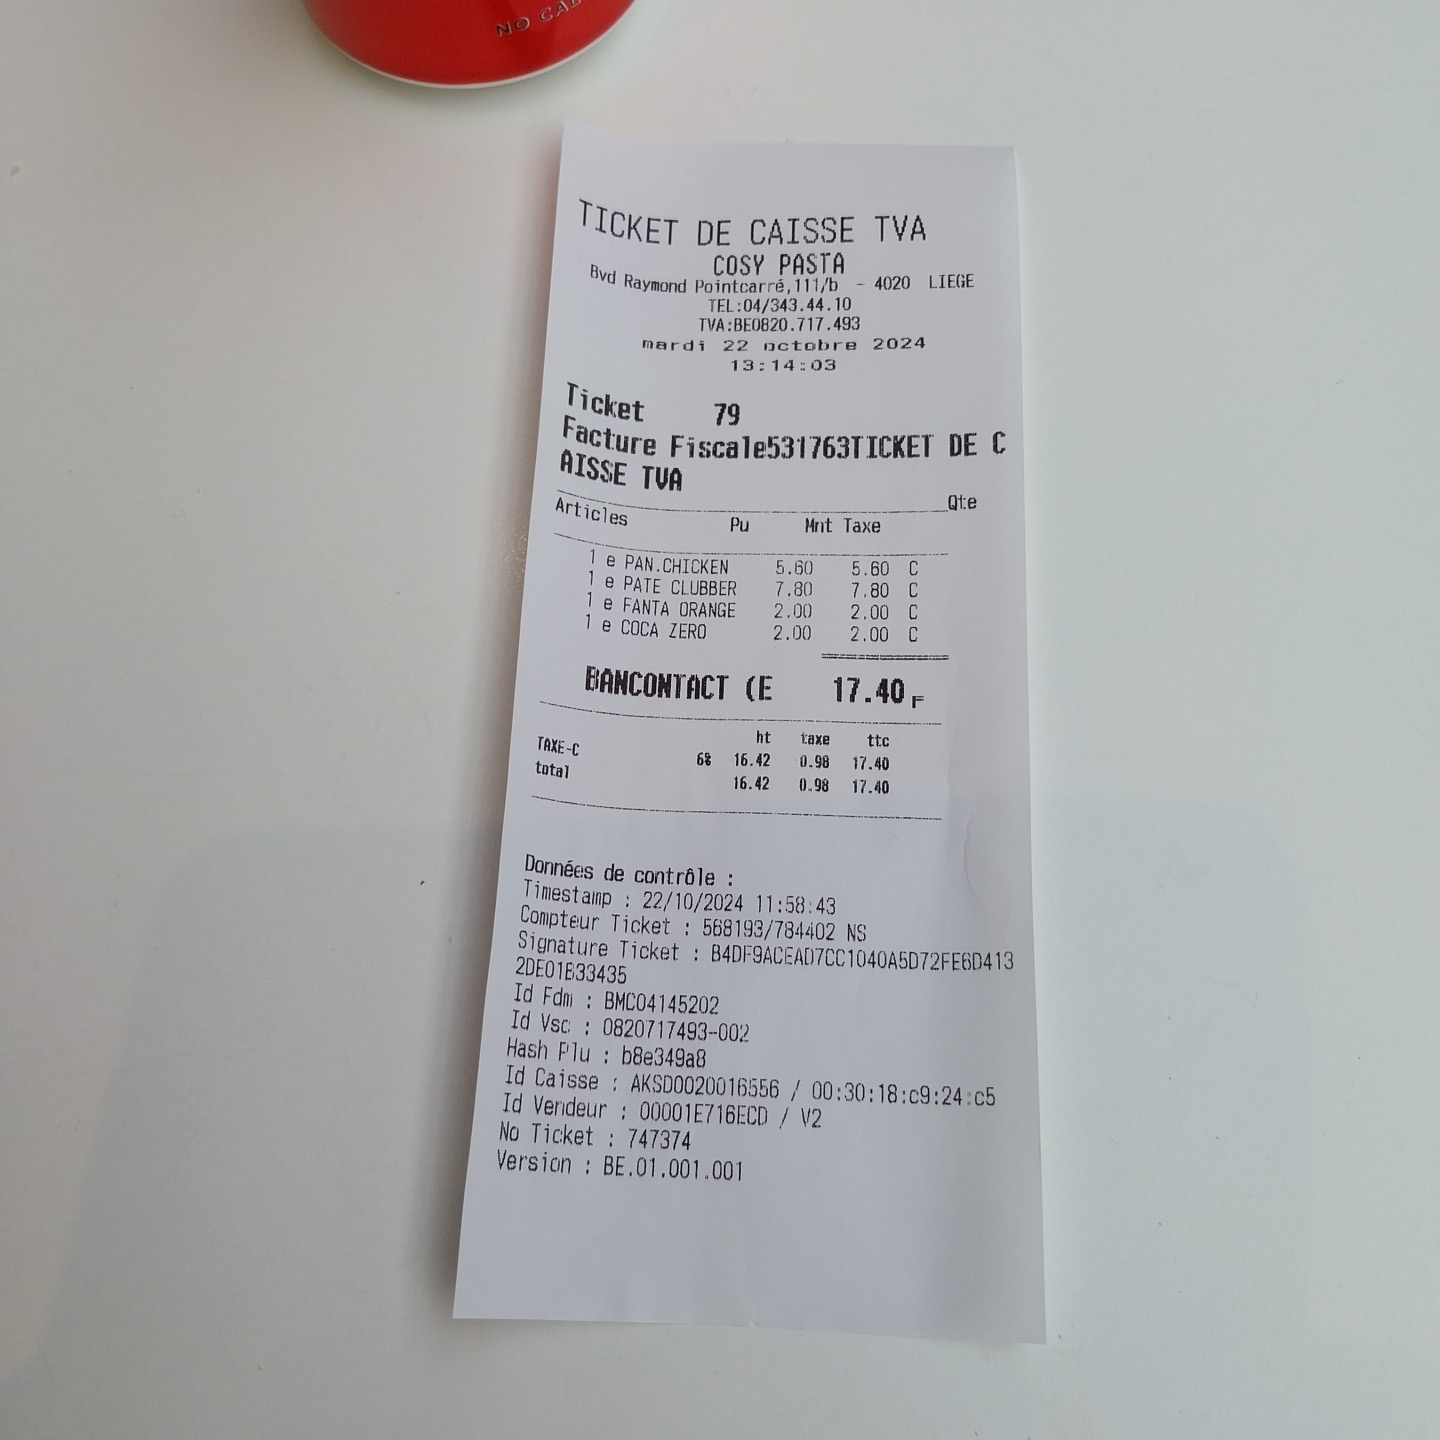 NO CA
TICKET DE CAISSE TVA
COSY PASTA
Bvd Raymond Pointcarré,111/b - 4020 LIEGE
TEL:04/343.44.10
TVA:BE0820.717.493
mardi 22 octobre 2024
13:14:03
Ticket 79
Facture Fiscale531763TICKET DE C
AISSE TVA
Qte
Articles Pu Mnt Taxe
1 e PAN.CHICKEN 5.60 5.60 C
1 e PATE CLUBBER 7.80 7.80 C
1 e FANTA ORANGE 2.00 2.00 C
1 e COCA ZERO 2.00 2.00 C
BANCONTACT (E 17.40 F
ht taxe ttc
TAXE-C 6% 16.42 0.98 17.40
total 16.42 0.98 17.40
Données de contrôle :
Timestamp : 22/10/2024 11:58:43
Compteur Ticket : 568193/784402 NS
Signature Ticket : B4DF9ACEAD7CC1040A5D72FE6D413
2DE01B33435
Id Fdm : BMC04145202
Id Vsc : 0820717493-002
Hash Plu : b8e349a8
Id Caisse : AKSD0020016556 / 00:30:18:c9:24:c5
Id Vendeur : 00001E716ECD / V2
No Ticket : 747374
Version : BE.01.001.001